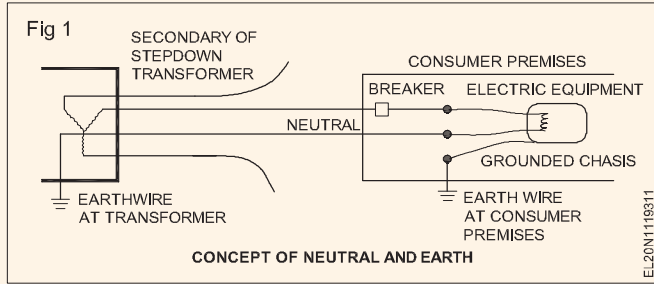 Fig 1
SECONDARY OF
STEPDOWN
TRANSFORMER
CONSUMER PREMISES
BREAKER
ELECTRIC EQUIPMENT
NEUTRAL
GROUNDED CHASIS
EARTHWIRE
AT TRANSFORMER
EARTH WIRE
AT CONSUMER
PREMISES
CONCEPT OF NEUTRAL AND EARTH
EL20N1119311